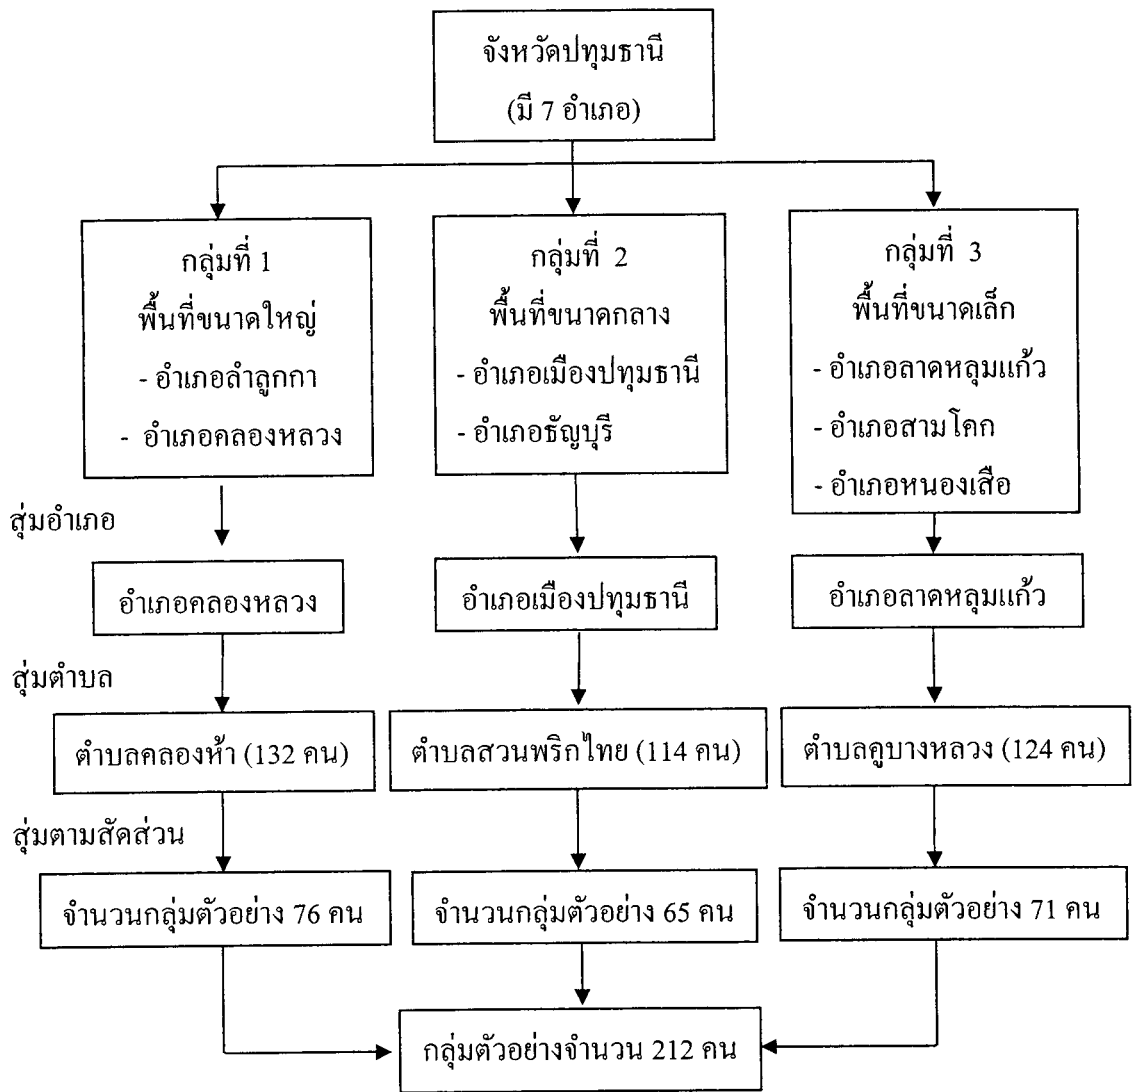 จังหวัดปทุมธานี
(มี 7 อำเภอ)
กลุ่มที่ 1
พื้นที่ขนาดใหญ่
- อำเภอลำลูกกา
- อำเภอคลองหลวง
กลุ่มที่ 2
พื้นที่ขนาดกลาง
- อำเภอเมืองปทุมธานี
- อำเภอธัญบุรี
กลุ่มที่ 3
พื้นที่ขนาดเล็ก
- อำเภอลาดหลุมแก้ว
- อำเภอสามโคก
- อำเภอหนองเสือ
สุ่มอำเภอ
อำเภอคลองหลวง
อำเภอเมืองปทุมธานี
อำเภอลาดหลุมแก้ว
สุ่มตำบล
ตำบลคลองห้า (132 คน)
ตำบลสวนพริกไทย (114 คน)
ตำบลคูบางหลวง (124 คน)
สุ่มตามสัดส่วน
จำนวนกลุ่มตัวอย่าง 76 คน
จำนวนกลุ่มตัวอย่าง 65 คน
จำนวนกลุ่มตัวอย่าง 71 คน
กลุ่มตัวอย่างจำนวน 212 คน